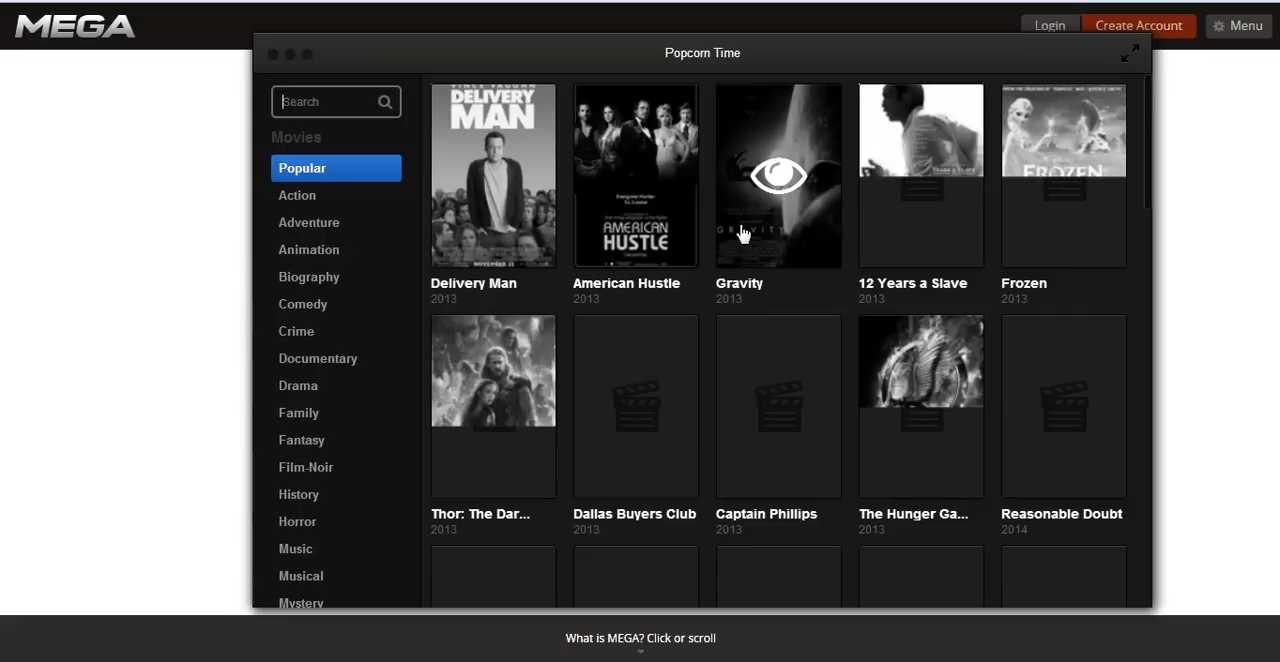 MEGA
Login
Create Account
Menu
Popcorn Time
Search
Movies
Popular
Action
Adventure
Animation
Biography
Comedy
Crime
Documentary
Drama
Family
Fantasy
Film-Noir
History
Horror
Music
Musical
Mystery
VINCE VAUGHN
DELIVERY
MAN
AMERICAN
HUSTLE
GRAVITY
FROZEN
Delivery Man
2013
American Hustle
2013
Gravity
2013
12 Years a Slave
2013
Frozen
2013
Thor: The Dar...
2013
Dallas Buyers Club
2013
Captain Phillips
2013
The Hunger Ga...
2013
Reasonable Doubt
2014
What is MEGA? Click or scroll